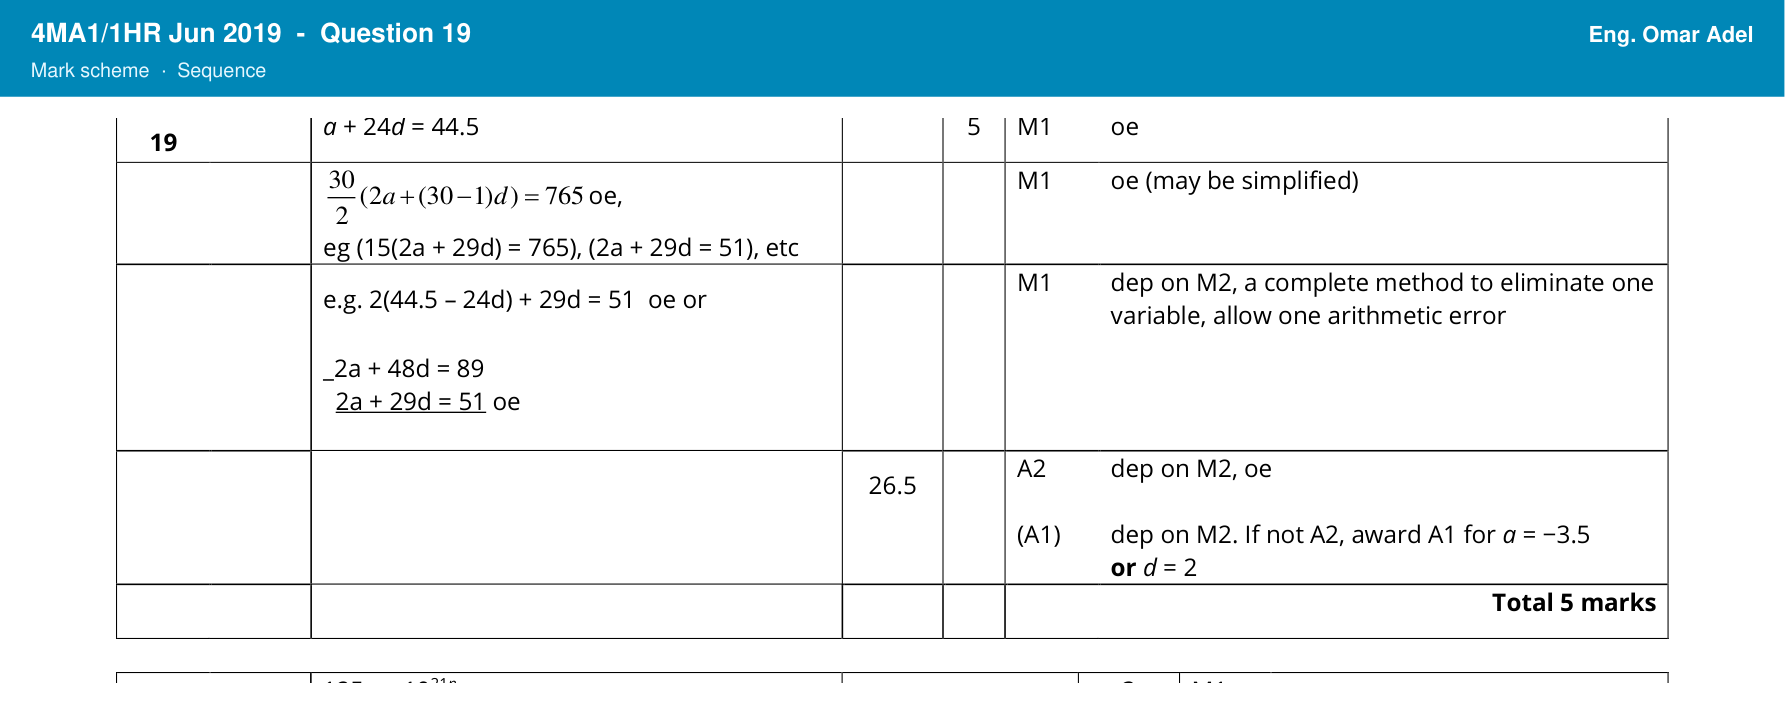 4MA1/1HR Jun 2019 - Question 19
Eng. Omar Adel
Mark scheme · Sequence
19
a + 24d = 44.5
5
M1 oe
30/2 (2a + (30 − 1)d) = 765 oe,
M1 oe (may be simplified)
eg (15(2a + 29d) = 765), (2a + 29d = 51), etc
e.g. 2(44.5 – 24d) + 29d = 51 oe or
M1 dep on M2, a complete method to eliminate one
variable, allow one arithmetic error
_2a + 48d = 89
2a + 29d = 51 oe
26.5
A2 dep on M2, oe
(A1) dep on M2. If not A2, award A1 for a = −3.5
or d = 2
Total 5 marks